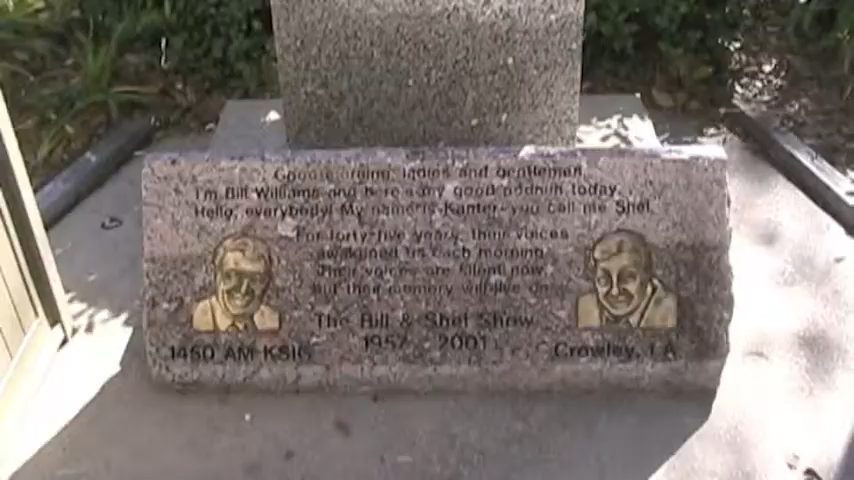 Good morning, ladies and gentlemen.
I'm Bill Williams and here's my good podnuh today.
Hello, everybody! My name is Kanter—you call me Shel.
For forty-five years, their voices
awakened us each morning
Their voices are silent now
But their memory will live on
The Bill & Shel Show
1450 AM KSIG 1957 2001 Crowley, LA